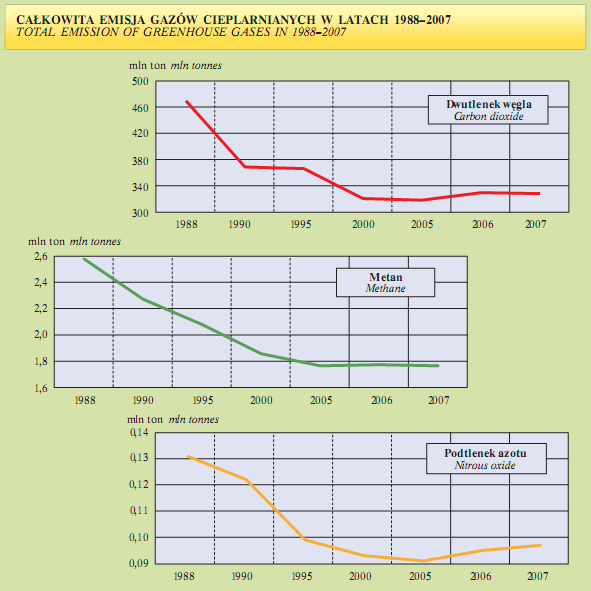 CAŁKOWITA EMISJA GAZÓW CIEPLARNIANYCH W LATACH 1988–2007
TOTAL EMISSION OF GREENHOUSE GASES IN 1988–2007
mln ton mln tonnes
500
460
420
380
340
300
Dwutlenek węgla
Carbon dioxide
1988 1990 1995 2000 2005 2006 2007
mln ton mln tonnes
2,6
2,4
2,2
2,0
1,8
1,6
Metan
Methane
1988 1990 1995 2000 2005 2006 2007
mln ton mln tonnes
0,14
0,13
0,12
0,11
0,10
0,09
Podtlenek azotu
Nitrous oxide
1988 1990 1995 2000 2005 2006 2007